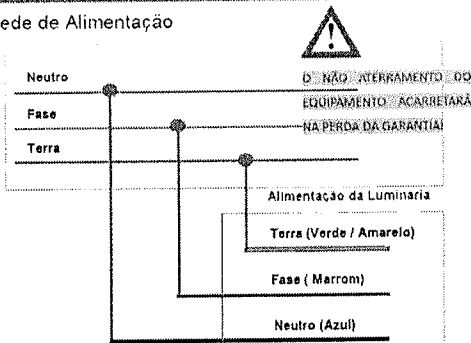 ede de Alimentação
Neutro
O NÃO ATERRAMENTO DO
EQUIPAMENTO ACARRETARÁ
Fase
NA PERDA DA GARANTIA!
Terra
Alimentação da Luminaria
Terra (Verde / Amarelo)
Fase ( Marrom)
Neutro (Azul)